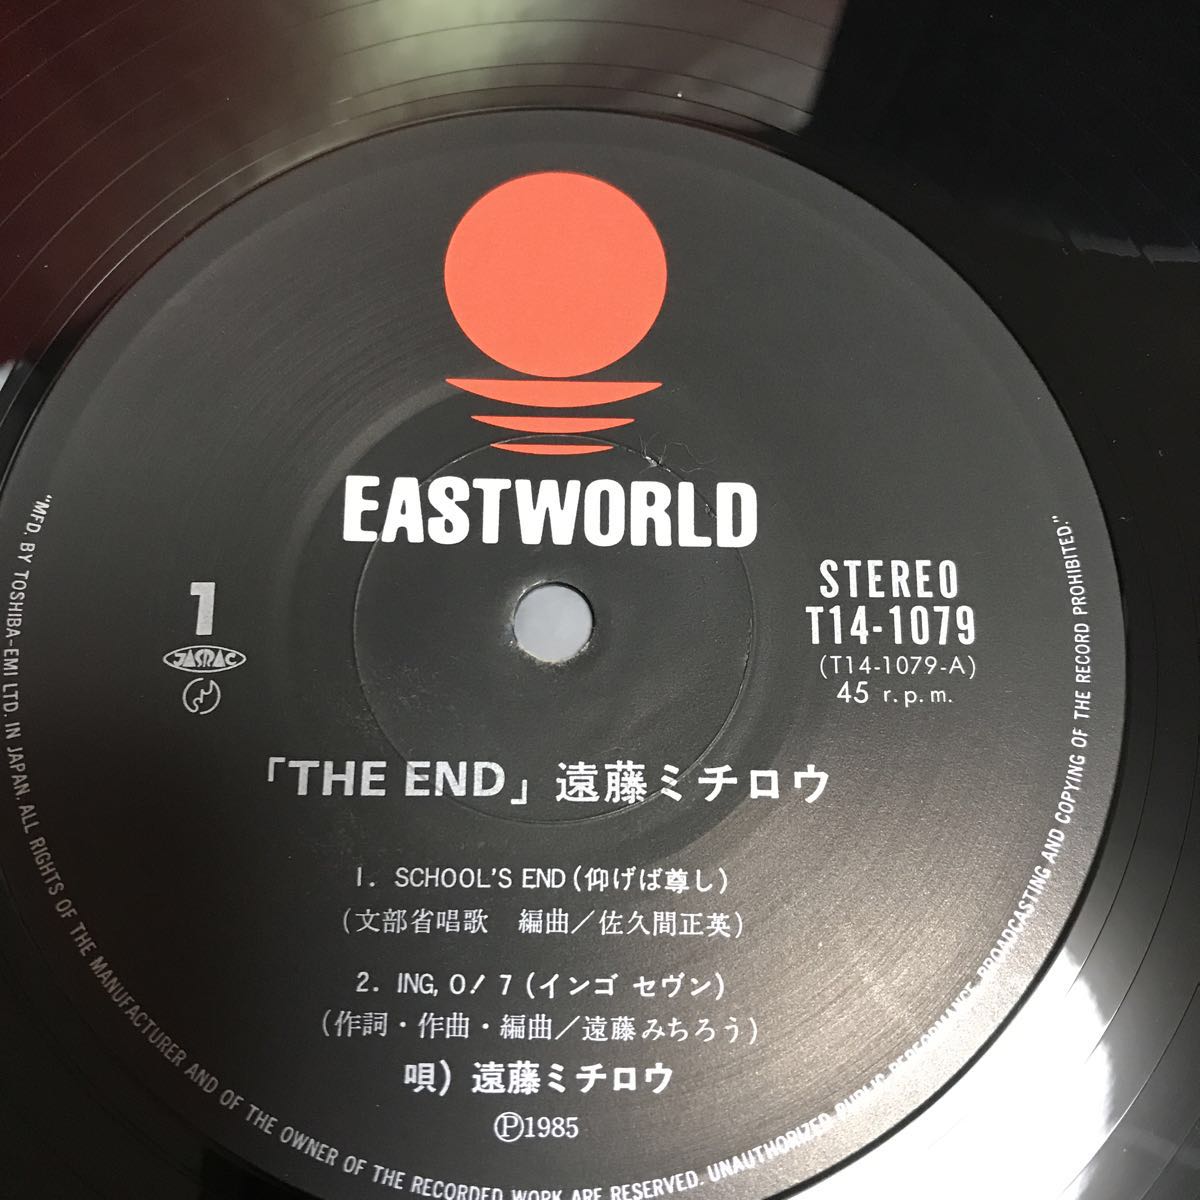 EASTWORLD
1
JASRAC
STEREO
T14-1079
(T14-1079-A)
45 r.p.m.
「THE END」遠藤ミチロウ
1. SCHOOL'S END(仰げば尊し)
(文部省唱歌 編曲／佐久間正英)
2. ING, O! 7 (インゴ セヴン)
(作詞・作曲・編曲／遠藤みちろう)
唄) 遠藤ミチロウ
Ⓟ1985
"MFD. BY TOSHIBA-EMI LTD. IN JAPAN. ALL RIGHTS OF THE MANUFACTURER AND OF THE OWNER OF THE RECORDED WORK ARE RESERVED. UNAUTHORIZED PUBLIC PERFORMANCE, BROADCASTING AND COPYING OF THE RECORD PROHIBITED."